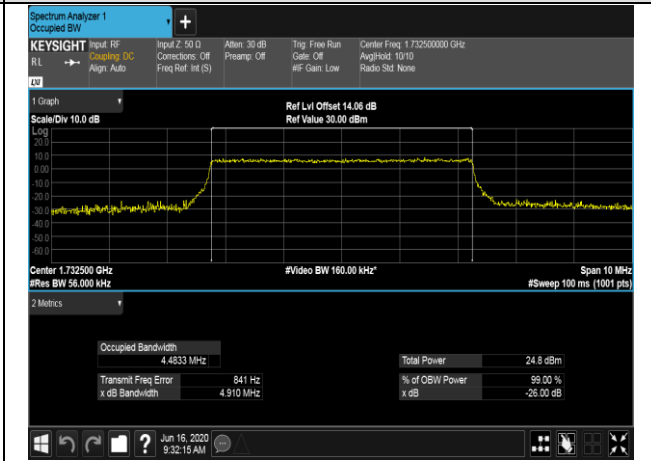 Spectrum Analyzer 1
Occupied BW
+
KEYSIGHT
RL
LXI
Input: RF
Coupling: DC
Align: Auto
Input Z: 50 Ω
Corrections: Off
Freq Ref: Int (S)
Atten: 30 dB
Preamp: Off
Trig: Free Run
Gate: Off
#IF Gain: Low
Center Freq: 1.732500000 GHz
Avg|Hold: 10/10
Radio Std: None
1 Graph
Scale/Div 10.0 dB
Ref Lvl Offset 14.06 dB
Ref Value 30.00 dBm
Log
20.0
10.0
0.00
-10.0
-20.0
-30.0
-40.0
-50.0
-60.0
Center 1.732500 GHz
#Res BW 56.000 kHz
#Video BW 160.00 kHz*
Span 10 MHz
#Sweep 100 ms (1001 pts)
2 Metrics
Occupied Bandwidth
4.4833 MHz
Transmit Freq Error 841 Hz
x dB Bandwidth 4.910 MHz
Total Power 24.8 dBm
% of OBW Power 99.00 %
x dB -26.00 dB
?
Jun 16, 2020
9:32:15 AM